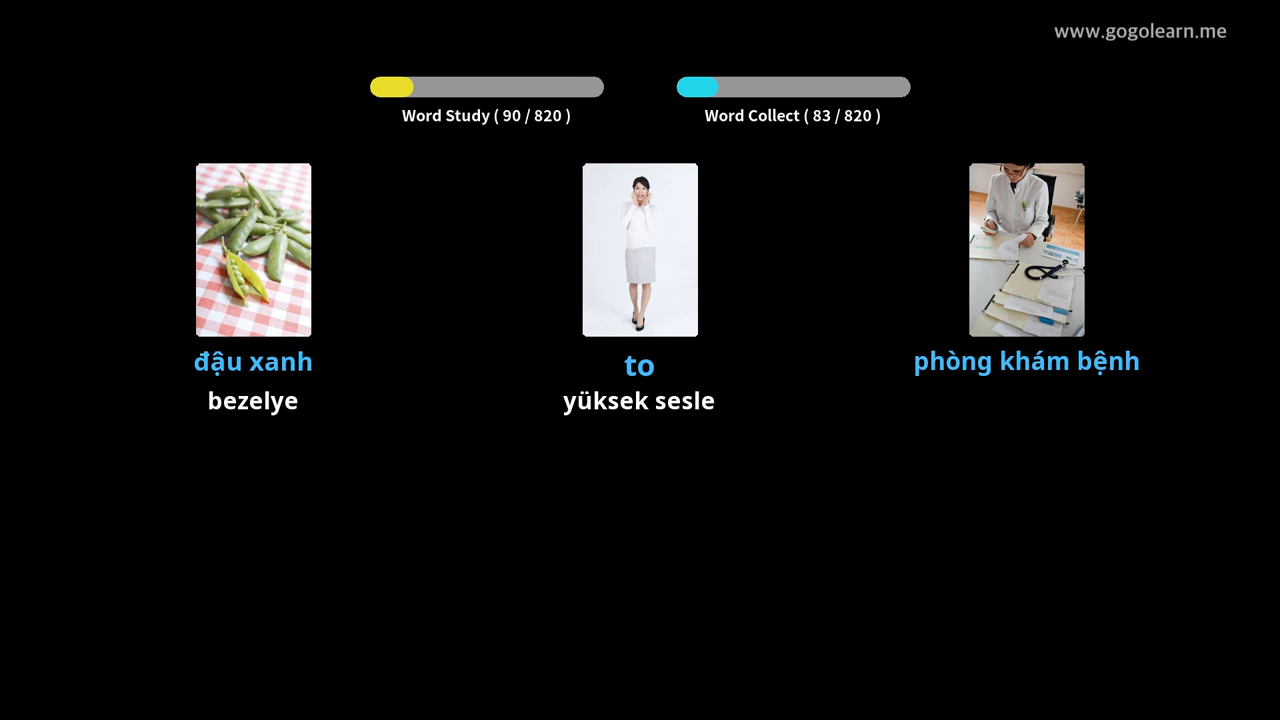 www.gogolearn.me
Word Study ( 90 / 820 )
Word Collect ( 83 / 820 )
đậu xanh
bezelye
to
yüksek sesle
phòng khám bệnh